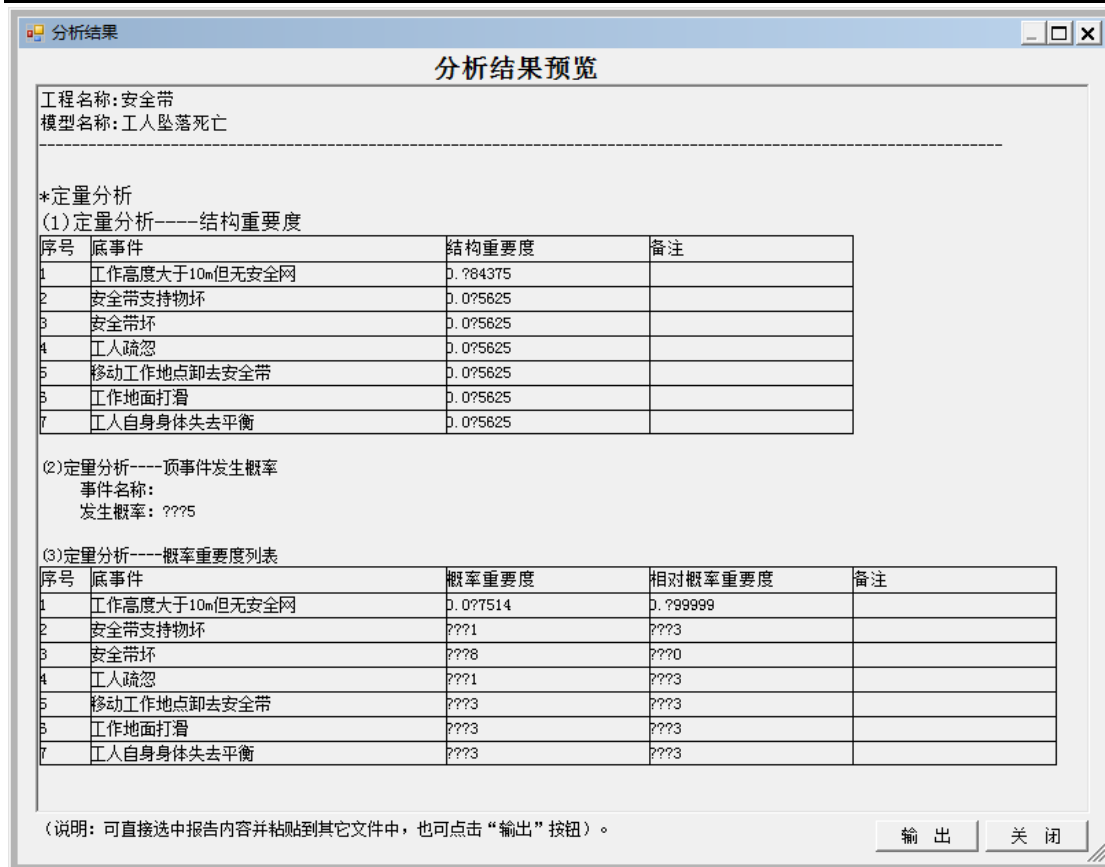 分析结果
分析结果预览
工程名称:安全带
模型名称:工人坠落死亡
*定量分析
(1)定量分析----结构重要度
序号 底事件 结构重要度 备注
1 工作高度大于10m但无安全网 0.?84375
2 安全带支持物坏 0.0?5625
3 安全带坏 0.0?5625
4 工人疏忽 0.0?5625
5 移动工作地点卸去安全带 0.0?5625
6 工作地面打滑 0.0?5625
7 工人自身身体失去平衡 0.0?5625
(2)定量分析----顶事件发生概率
事件名称:
发生概率: ???5
(3)定量分析----概率重要度列表
序号 底事件 概率重要度 相对概率重要度 备注
1 工作高度大于10m但无安全网 0.0?7514 0.?99999
2 安全带支持物坏 ???1 ???3
3 安全带坏 ???8 ???0
4 工人疏忽 ???1 ???3
5 移动工作地点卸去安全带 ???3 ???3
6 工作地面打滑 ???3 ???3
7 工人自身身体失去平衡 ???3 ???3
(说明: 可直接选中报告内容并粘贴到其它文件中, 也可点击“输出”按钮)。
输 出 关 闭